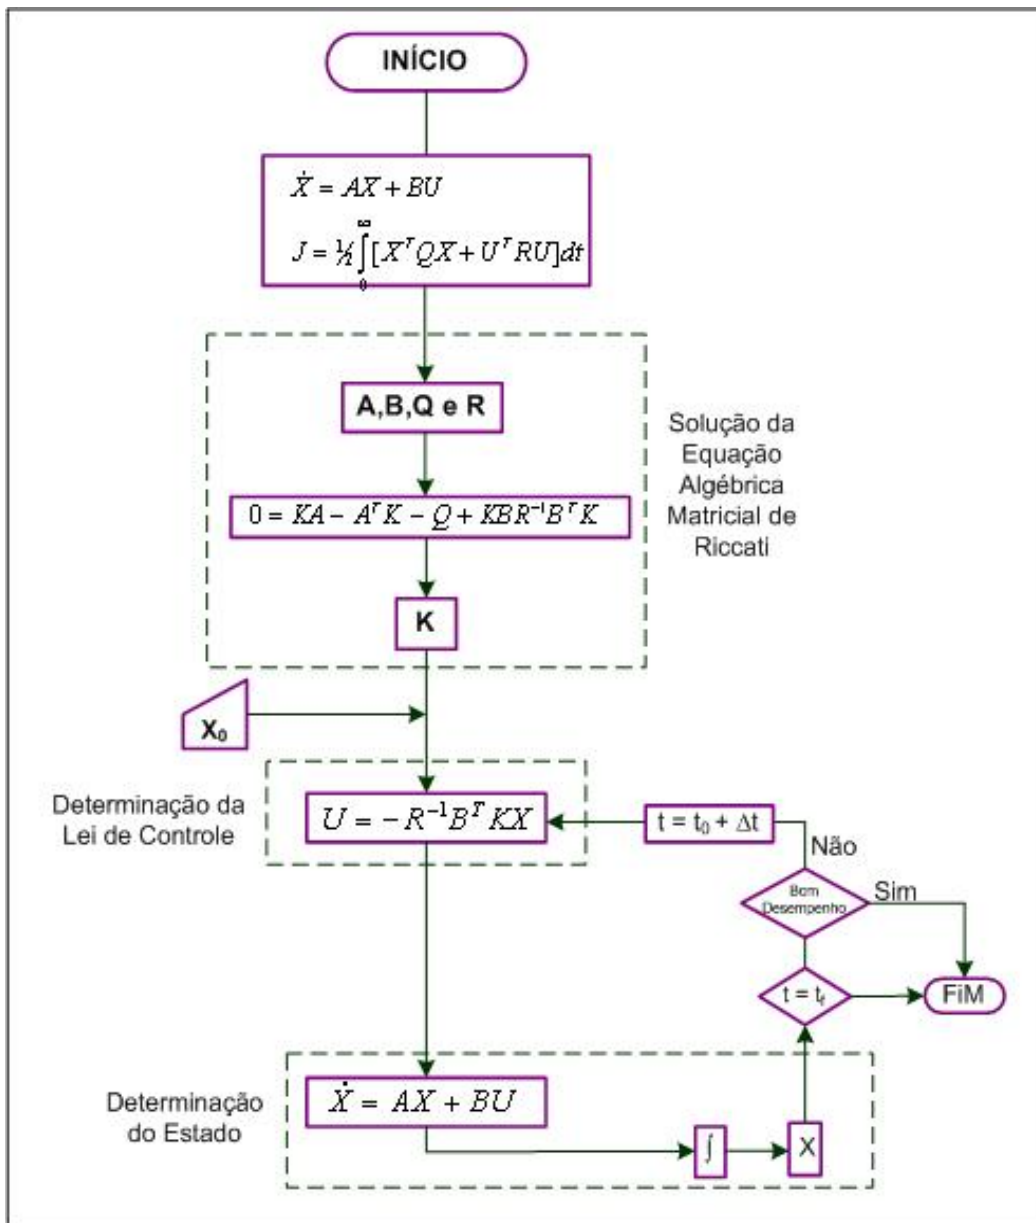 INÍCIO
Ẋ = AX + BU
J = ½∫₀^∞[XᵀQX + UᵀRU]dt
A,B,Q e R
Solução da
Equação
Algébrica
Matricial de
Riccati
0 = KA − AᵀK − Q + KBR⁻¹BᵀK
K
X₀
Determinação da
Lei de Controle
U = −R⁻¹BᵀKX
t = t₀ + Δt
Não
Bom
Desempenho
Sim
t = tf
FiM
Determinação
do Estado
Ẋ = AX + BU
∫
X